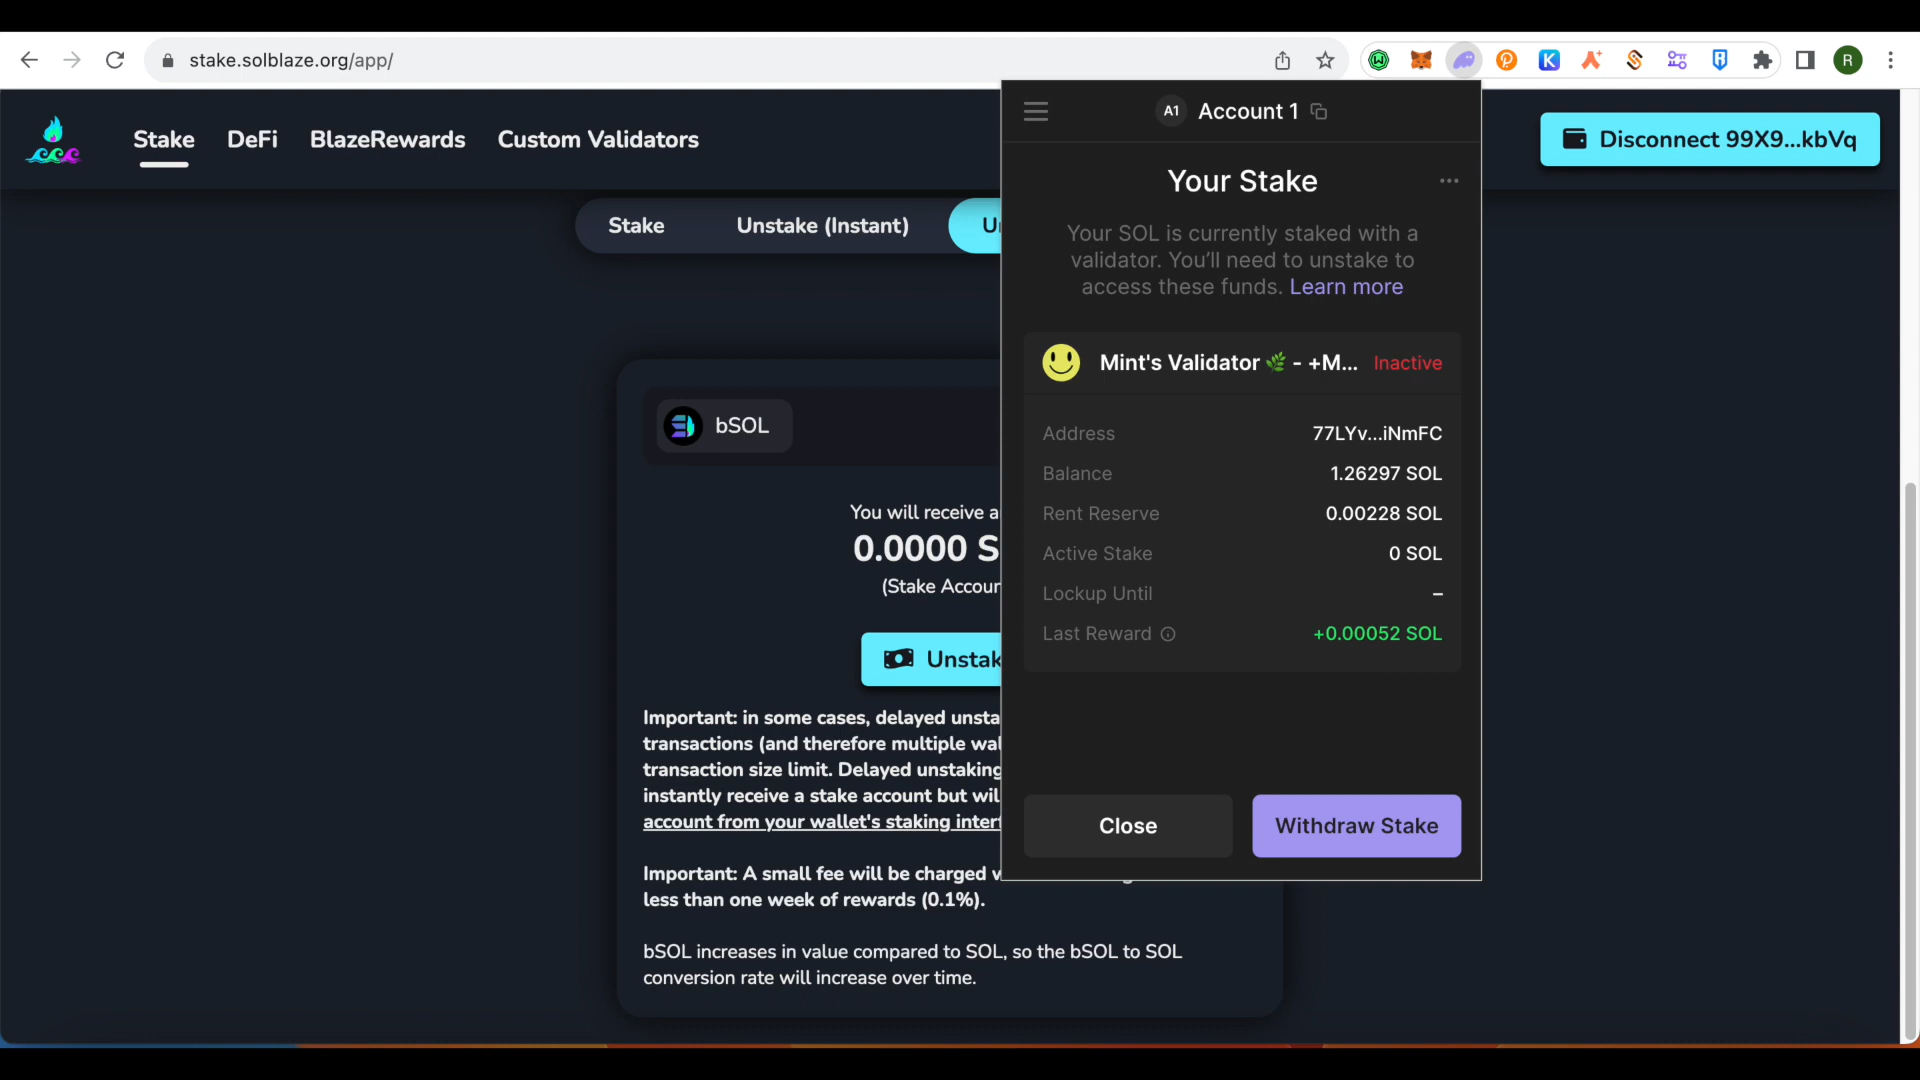 stake.solblaze.org/app/
R
Stake
DeFi
BlazeRewards
Custom Validators
Disconnect 99X9...kbVq
Stake
Unstake (Instant)
bSOL
You will receive a
0.0000 S
(Stake Accour
Unstak
Important: in some cases, delayed unsta
transactions (and therefore multiple wal
transaction size limit. Delayed unstaking
instantly receive a stake account but wil
account from your wallet's staking interf
Important: A small fee will be charged
less than one week of rewards (0.1%).
bSOL increases in value compared to SOL, so the bSOL to SOL
conversion rate will increase over time.
A1
Account 1
Your Stake
Your SOL is currently staked with a
validator. You'll need to unstake to
access these funds. Learn more
Mint's Validator 🌿 - +M...
Inactive
Address
77LYv...iNmFC
Balance
1.26297 SOL
Rent Reserve
0.00228 SOL
Active Stake
0 SOL
Lockup Until
–
Last Reward
+0.00052 SOL
Close
Withdraw Stake